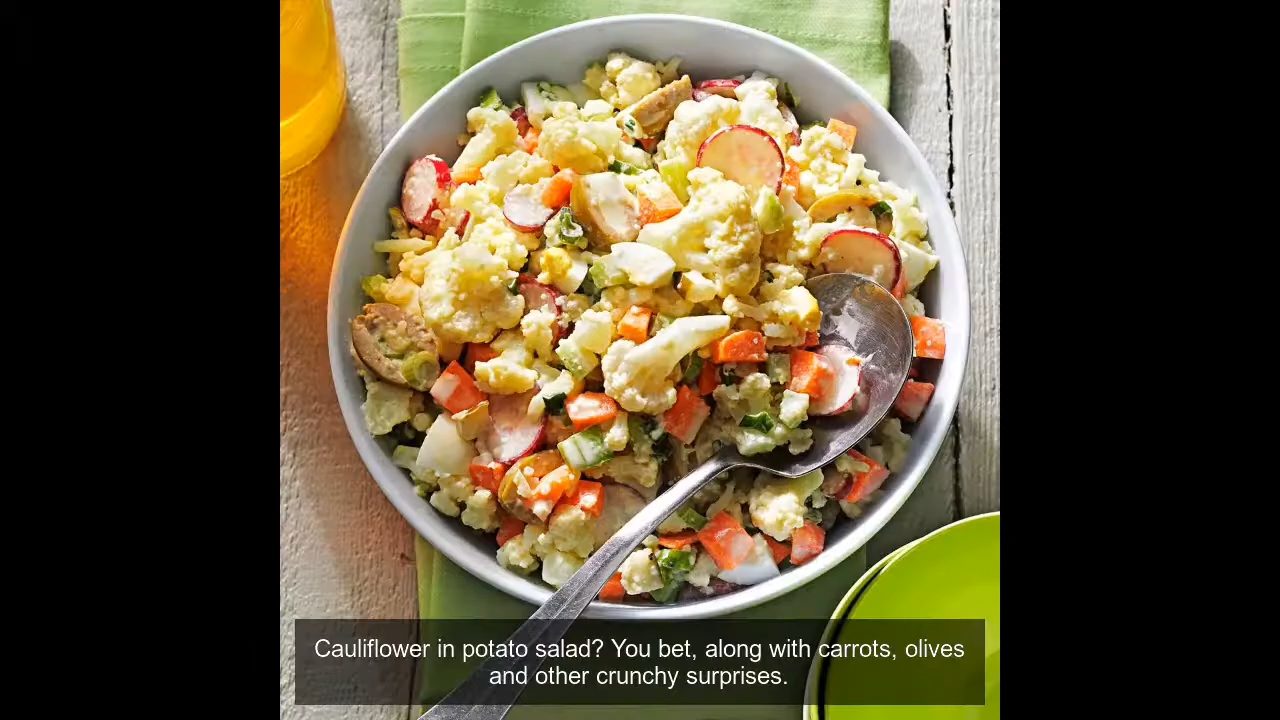 Cauliflower in potato salad? You bet, along with carrots, olives
and other crunchy surprises.